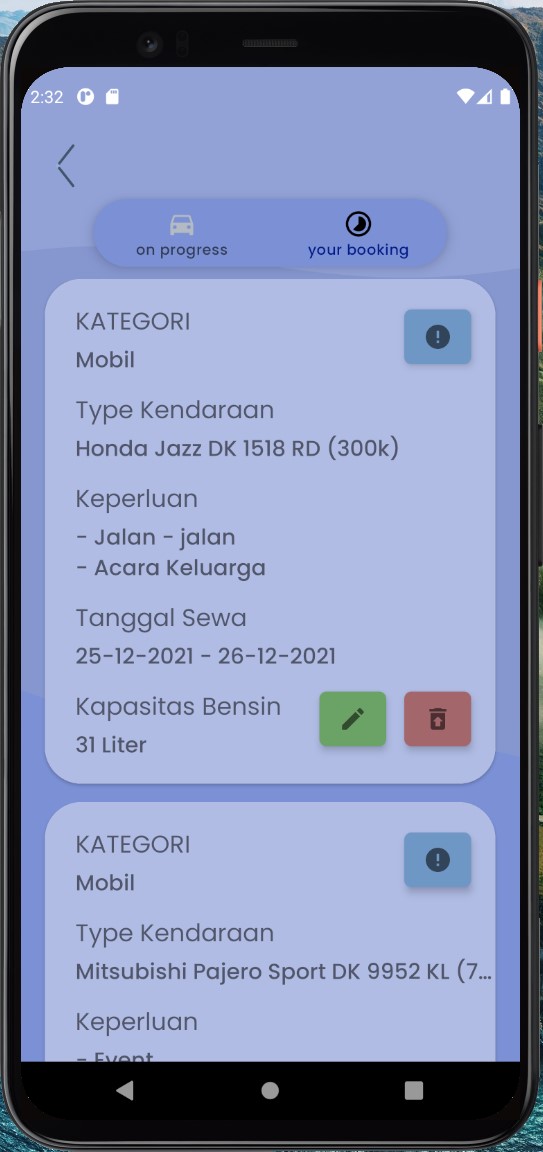 2:32
on progress
your booking
KATEGORI
Mobil
Type Kendaraan
Honda Jazz DK 1518 RD (300k)
Keperluan
- Jalan - jalan
- Acara Keluarga
Tanggal Sewa
25-12-2021 - 26-12-2021
Kapasitas Bensin
31 Liter
KATEGORI
Mobil
Type Kendaraan
Mitsubishi Pajero Sport DK 9952 KL (7...
Keperluan
- Event